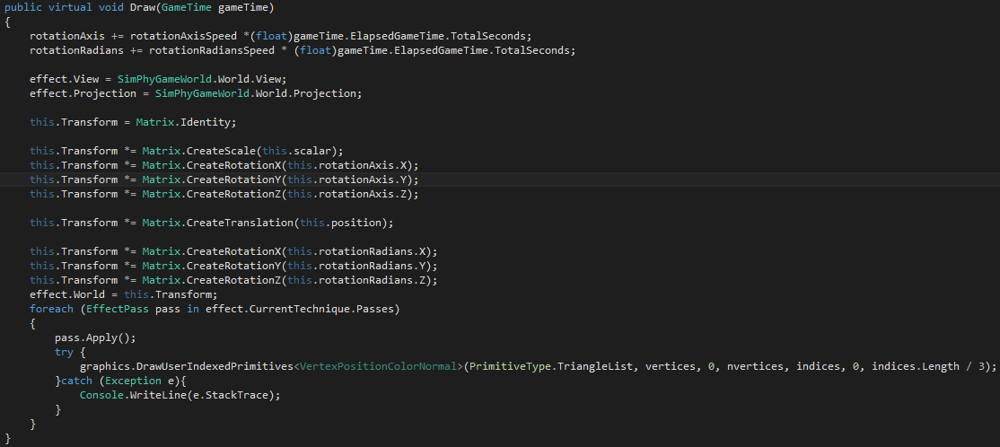 public virtual void Draw(GameTime gameTime)
{
    rotationAxis += rotationAxisSpeed *(float)gameTime.ElapsedGameTime.TotalSeconds;
    rotationRadians += rotationRadiansSpeed * (float)gameTime.ElapsedGameTime.TotalSeconds;

    effect.View = SimPhyGameWorld.World.View;
    effect.Projection = SimPhyGameWorld.World.Projection;

    this.Transform = Matrix.Identity;

    this.Transform *= Matrix.CreateScale(this.scalar);
    this.Transform *= Matrix.CreateRotationX(this.rotationAxis.X);
    this.Transform *= Matrix.CreateRotationY(this.rotationAxis.Y);
    this.Transform *= Matrix.CreateRotationZ(this.rotationAxis.Z);

    this.Transform *= Matrix.CreateTranslation(this.position);

    this.Transform *= Matrix.CreateRotationX(this.rotationRadians.X);
    this.Transform *= Matrix.CreateRotationY(this.rotationRadians.Y);
    this.Transform *= Matrix.CreateRotationZ(this.rotationRadians.Z);
    effect.World = this.Transform;
    foreach (EffectPass pass in effect.CurrentTechnique.Passes)
    {
        pass.Apply();
        try {
            graphics.DrawUserIndexedPrimitives<VertexPositionColorNormal>(PrimitiveType.TriangleList, vertices, 0, nvertices, indices, 0, indices.Length / 3);
        }catch (Exception e){
            Console.WriteLine(e.StackTrace);
        }
    }
}